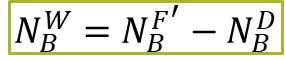 $N_B^W = N_B^{F'} - N_B^D$